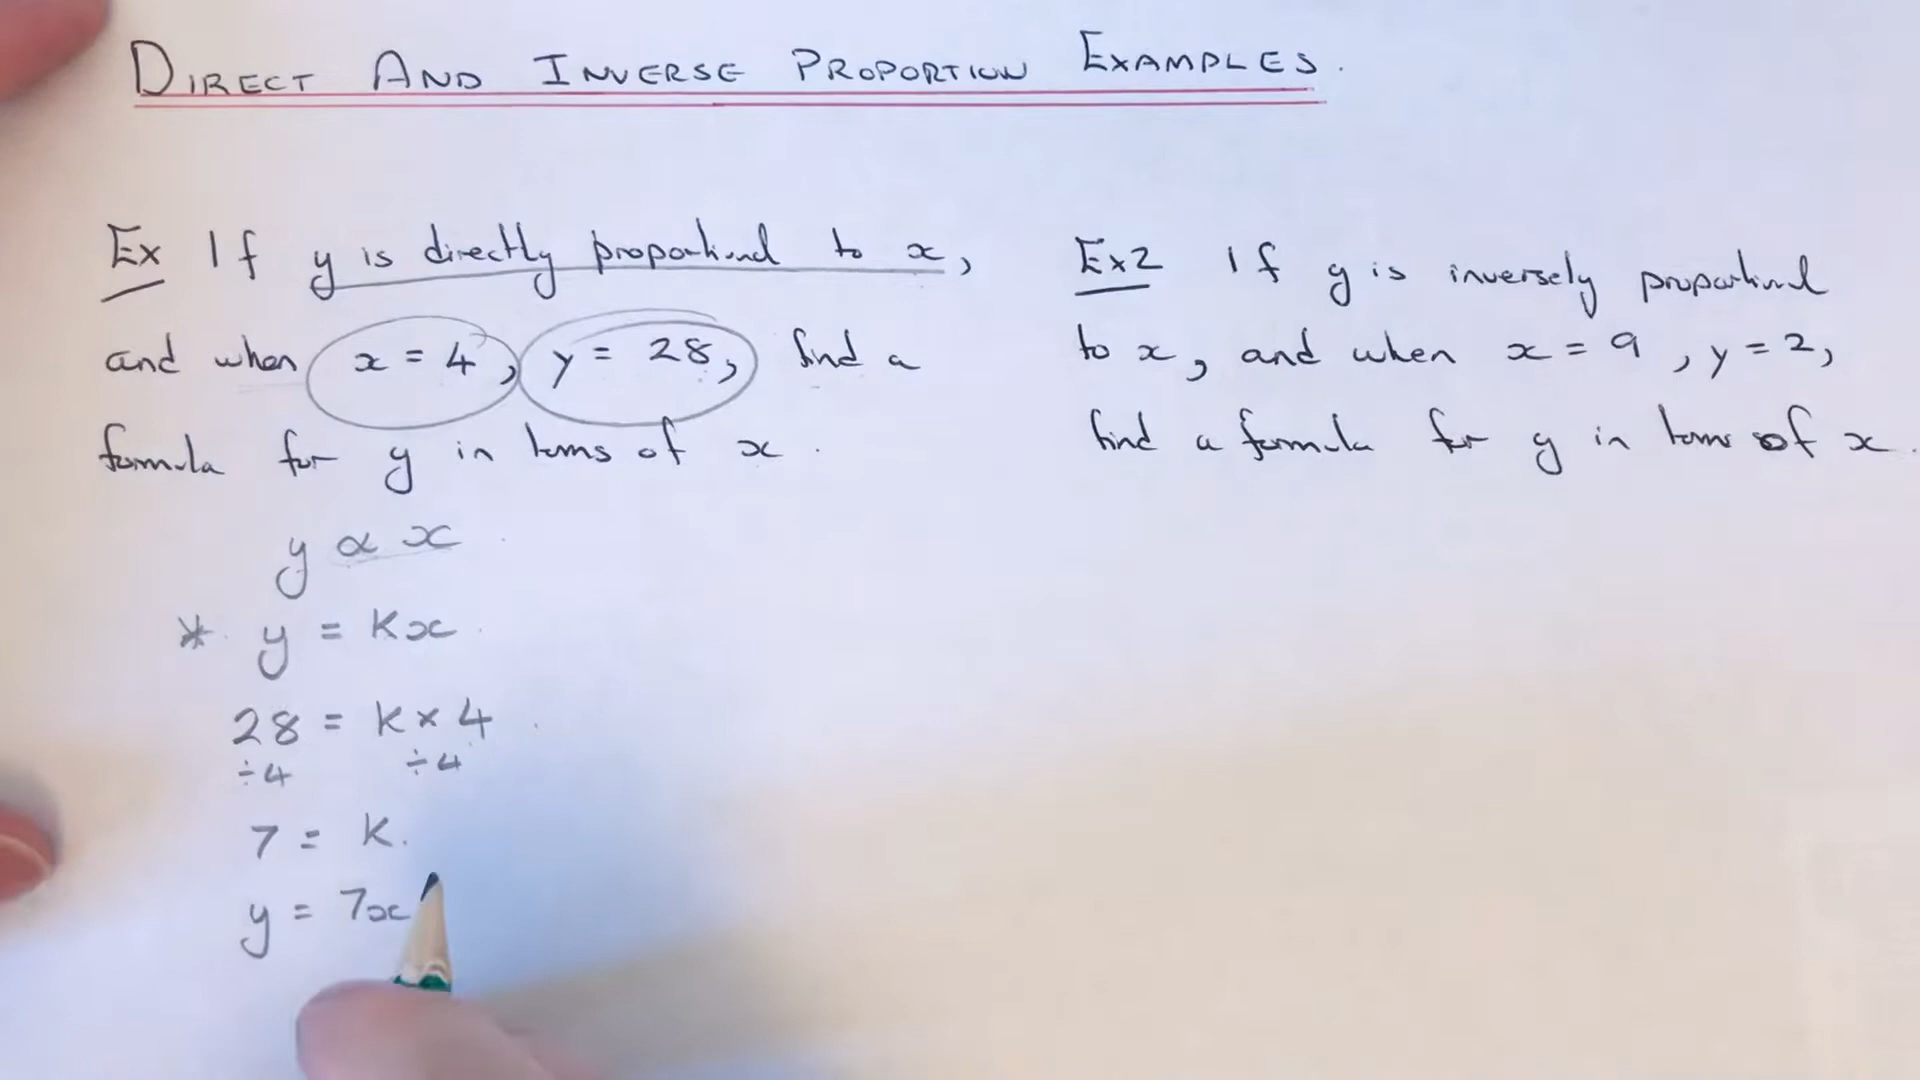 DIRECT AND INVERSE PROPORTION EXAMPLES.
Ex If y is directly proportional to x,
and when x = 4, y = 28, find a
formula for y in terms of x.
y ∝ x
* y = kx
28 = k × 4
÷4 ÷4
7 = k.
y = 7x
Ex2 If y is inversely proportional
to x, and when x = 9, y = 2,
find a formula for y in terms of x.